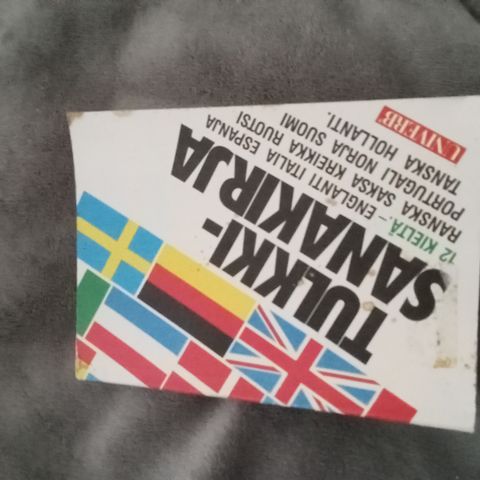 TULKKI-
SANAKIRJA
12 KIELTÄ – ENGLANTI ITALIA ESPANJA
RANSKA SAKSA KREIKKA RUOTSI
PORTUGALI NORJA SUOMI
TANSKA HOLLANTI.
UNIVERB